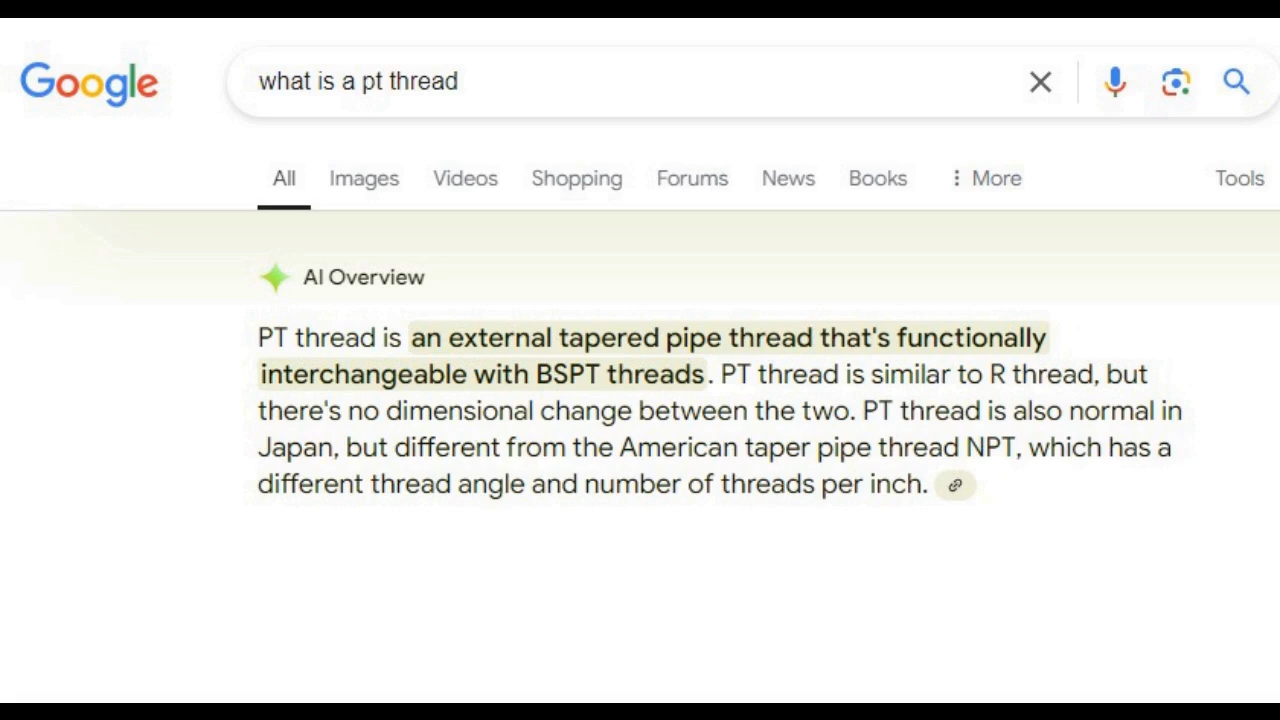 Google
what is a pt thread
All Images Videos Shopping Forums News Books More Tools
AI Overview
PT thread is an external tapered pipe thread that's functionally
interchangeable with BSPT threads. PT thread is similar to R thread, but
there's no dimensional change between the two. PT thread is also normal in
Japan, but different from the American taper pipe thread NPT, which has a
different thread angle and number of threads per inch.